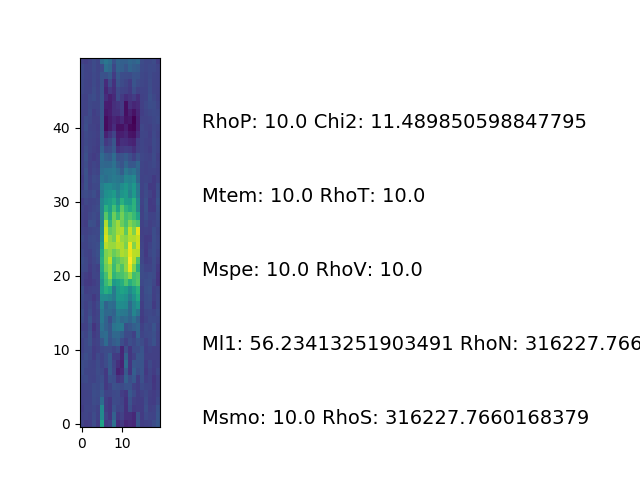 40
30
20
10
0
0 10
RhoP: 10.0 Chi2: 11.489850598847795
Mtem: 10.0 RhoT: 10.0
Mspe: 10.0 RhoV: 10.0
Ml1: 56.23413251903491 RhoN: 316227.766
Msmo: 10.0 RhoS: 316227.7660168379